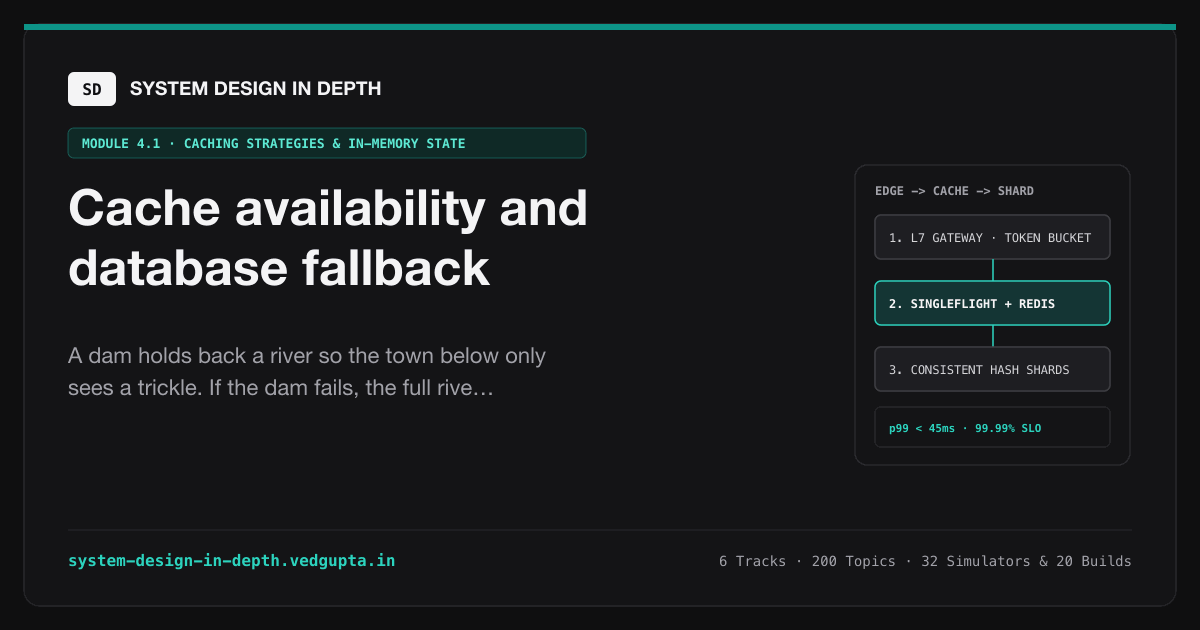 SD SYSTEM DESIGN IN DEPTH
MODULE 4.1 · CACHING STRATEGIES & IN-MEMORY STATE
Cache availability and
database fallback
A dam holds back a river so the town below only
sees a trickle. If the dam fails, the full rive…
EDGE -> CACHE -> SHARD
1. L7 GATEWAY · TOKEN BUCKET
2. SINGLEFLIGHT + REDIS
3. CONSISTENT HASH SHARDS
p99 < 45ms · 99.99% SLO
system-design-in-depth.vedgupta.in
6 Tracks · 200 Topics · 32 Simulators & 20 Builds